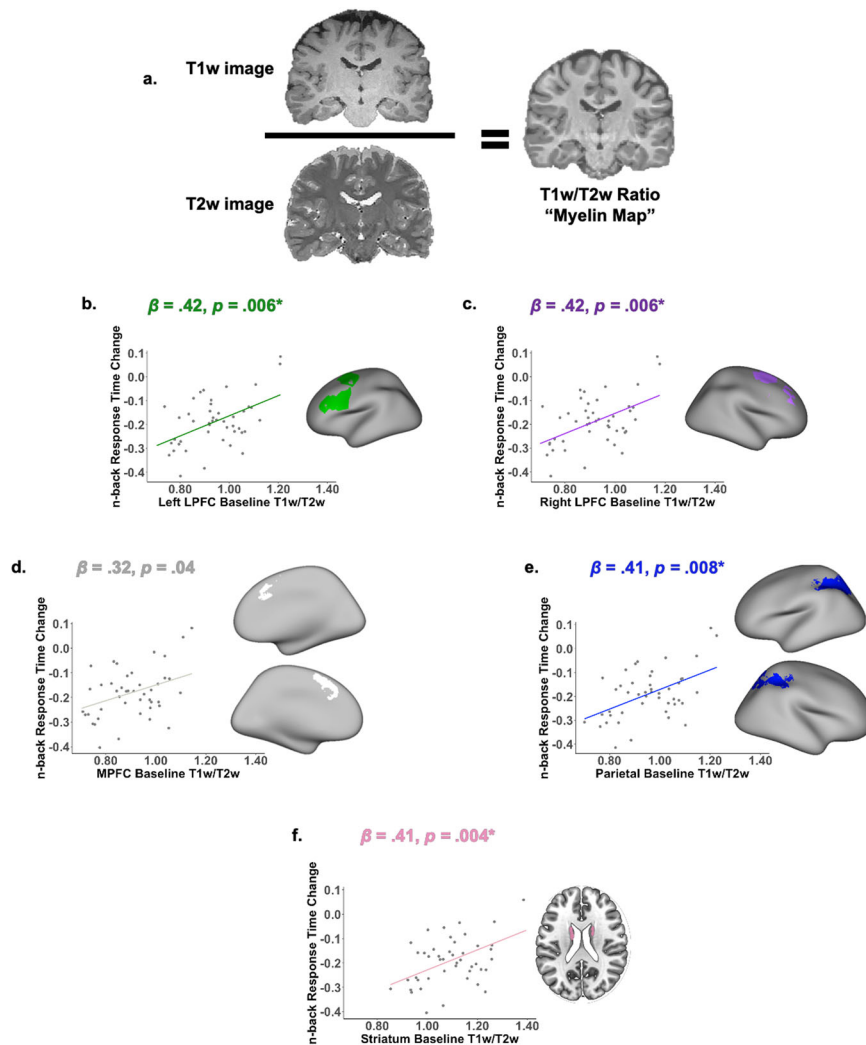 a.
T1w image
T2w image
T1w/T2w Ratio
“Myelin Map”
b.
β = .42, p = .006*
n-back Response Time Change
0.1
0.0
-0.1
-0.2
-0.3
-0.4
0.80 1.00 1.20 1.40
Left LPFC Baseline T1w/T2w
c.
β = .42, p = .006*
n-back Response Time Change
0.1
0.0
-0.1
-0.2
-0.3
-0.4
0.80 1.00 1.20 1.40
Right LPFC Baseline T1w/T2w
d.
β = .32, p = .04
n-back Response Time Change
0.1
0.0
-0.1
-0.2
-0.3
-0.4
0.80 1.00 1.20 1.40
MPFC Baseline T1w/T2w
e.
β = .41, p = .008*
n-back Response Time Change
0.1
0.0
-0.1
-0.2
-0.3
-0.4
0.80 1.00 1.20 1.40
Parietal Baseline T1w/T2w
f.
β = .41, p = .004*
n-back Response Time Change
0.1
0.0
-0.1
-0.2
-0.3
-0.4
0.80 1.00 1.20 1.40
Striatum Baseline T1w/T2w